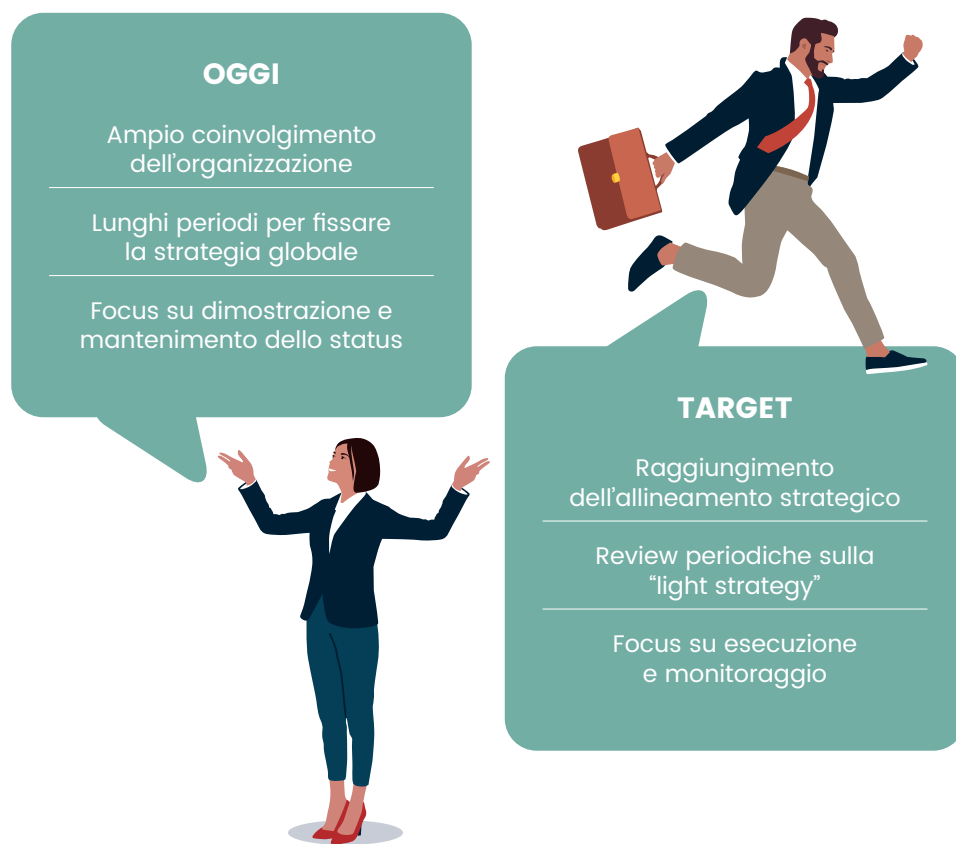 OGGI
Ampio coinvolgimento
dell’organizzazione
Lunghi periodi per fissare
la strategia globale
Focus su dimostrazione e
mantenimento dello status
TARGET
Raggiungimento
dell’allineamento strategico
Review periodiche sulla
“light strategy”
Focus su esecuzione
e monitoraggio